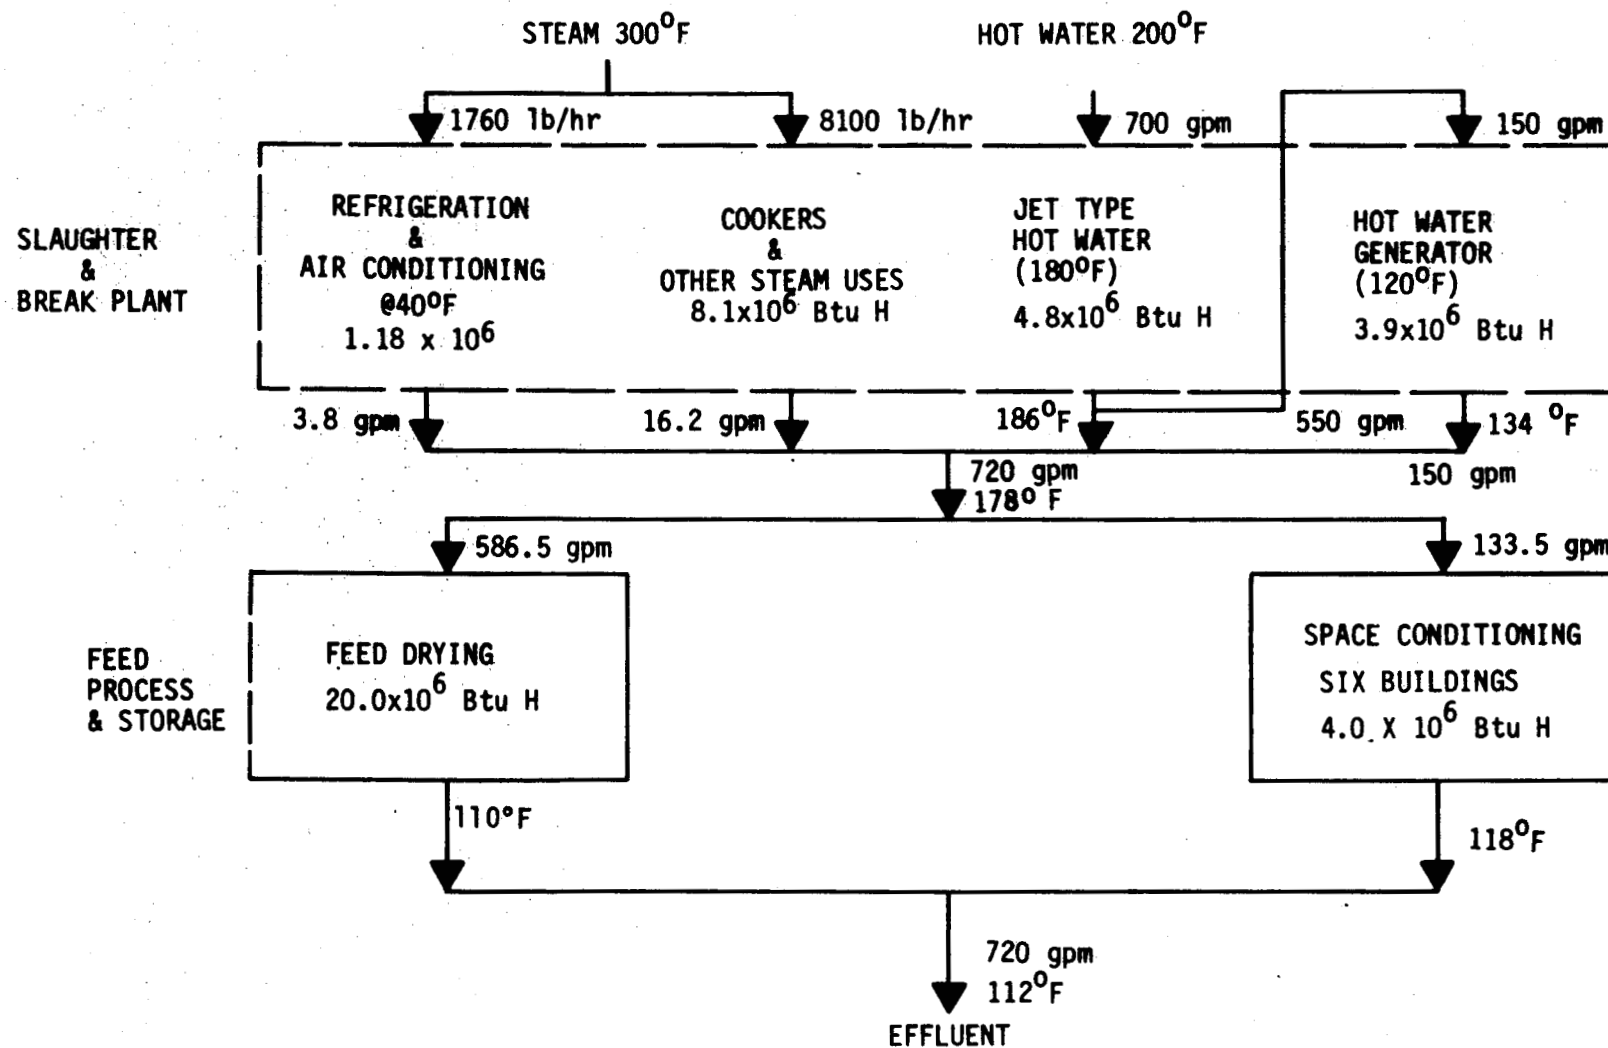 STEAM 300°F
HOT WATER 200°F
1760 lb/hr
8100 lb/hr
700 gpm
150 gpm
SLAUGHTER
&
BREAK PLANT
REFRIGERATION
&
AIR CONDITIONING
@40°F
1.18 x 10⁶
COOKERS
&
OTHER STEAM USES
8.1x10⁶ Btu H
JET TYPE
HOT WATER
(180°F)
4.8x10⁶ Btu H
HOT WATER
GENERATOR
(120°F)
3.9x10⁶ Btu H
3.8 gpm
16.2 gpm
186°F
550 gpm
134 °F
720 gpm
178° F
150 gpm
586.5 gpm
133.5 gpm
FEED
PROCESS
& STORAGE
FEED DRYING
20.0x10⁶ Btu H
SPACE CONDITIONING
SIX BUILDINGS
4.0 X 10⁶ Btu H
110°F
118°F
720 gpm
112°F
EFFLUENT